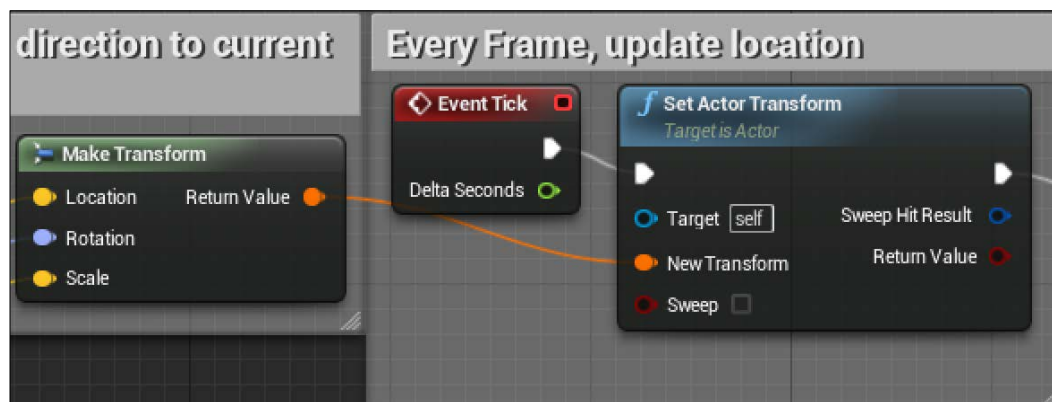 direction to current
Every Frame, update location
Make Transform
Location
Return Value
Rotation
Scale
Event Tick
Delta Seconds
Set Actor Transform
Target is Actor
Target self
Sweep Hit Result
New Transform
Return Value
Sweep